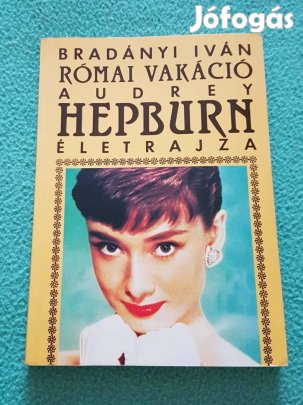 Jófogás
BRADÁNYI IVÁN
RÓMAI VAKÁCIÓ
AUDREY
HEPBURN
ÉLETRAJZA